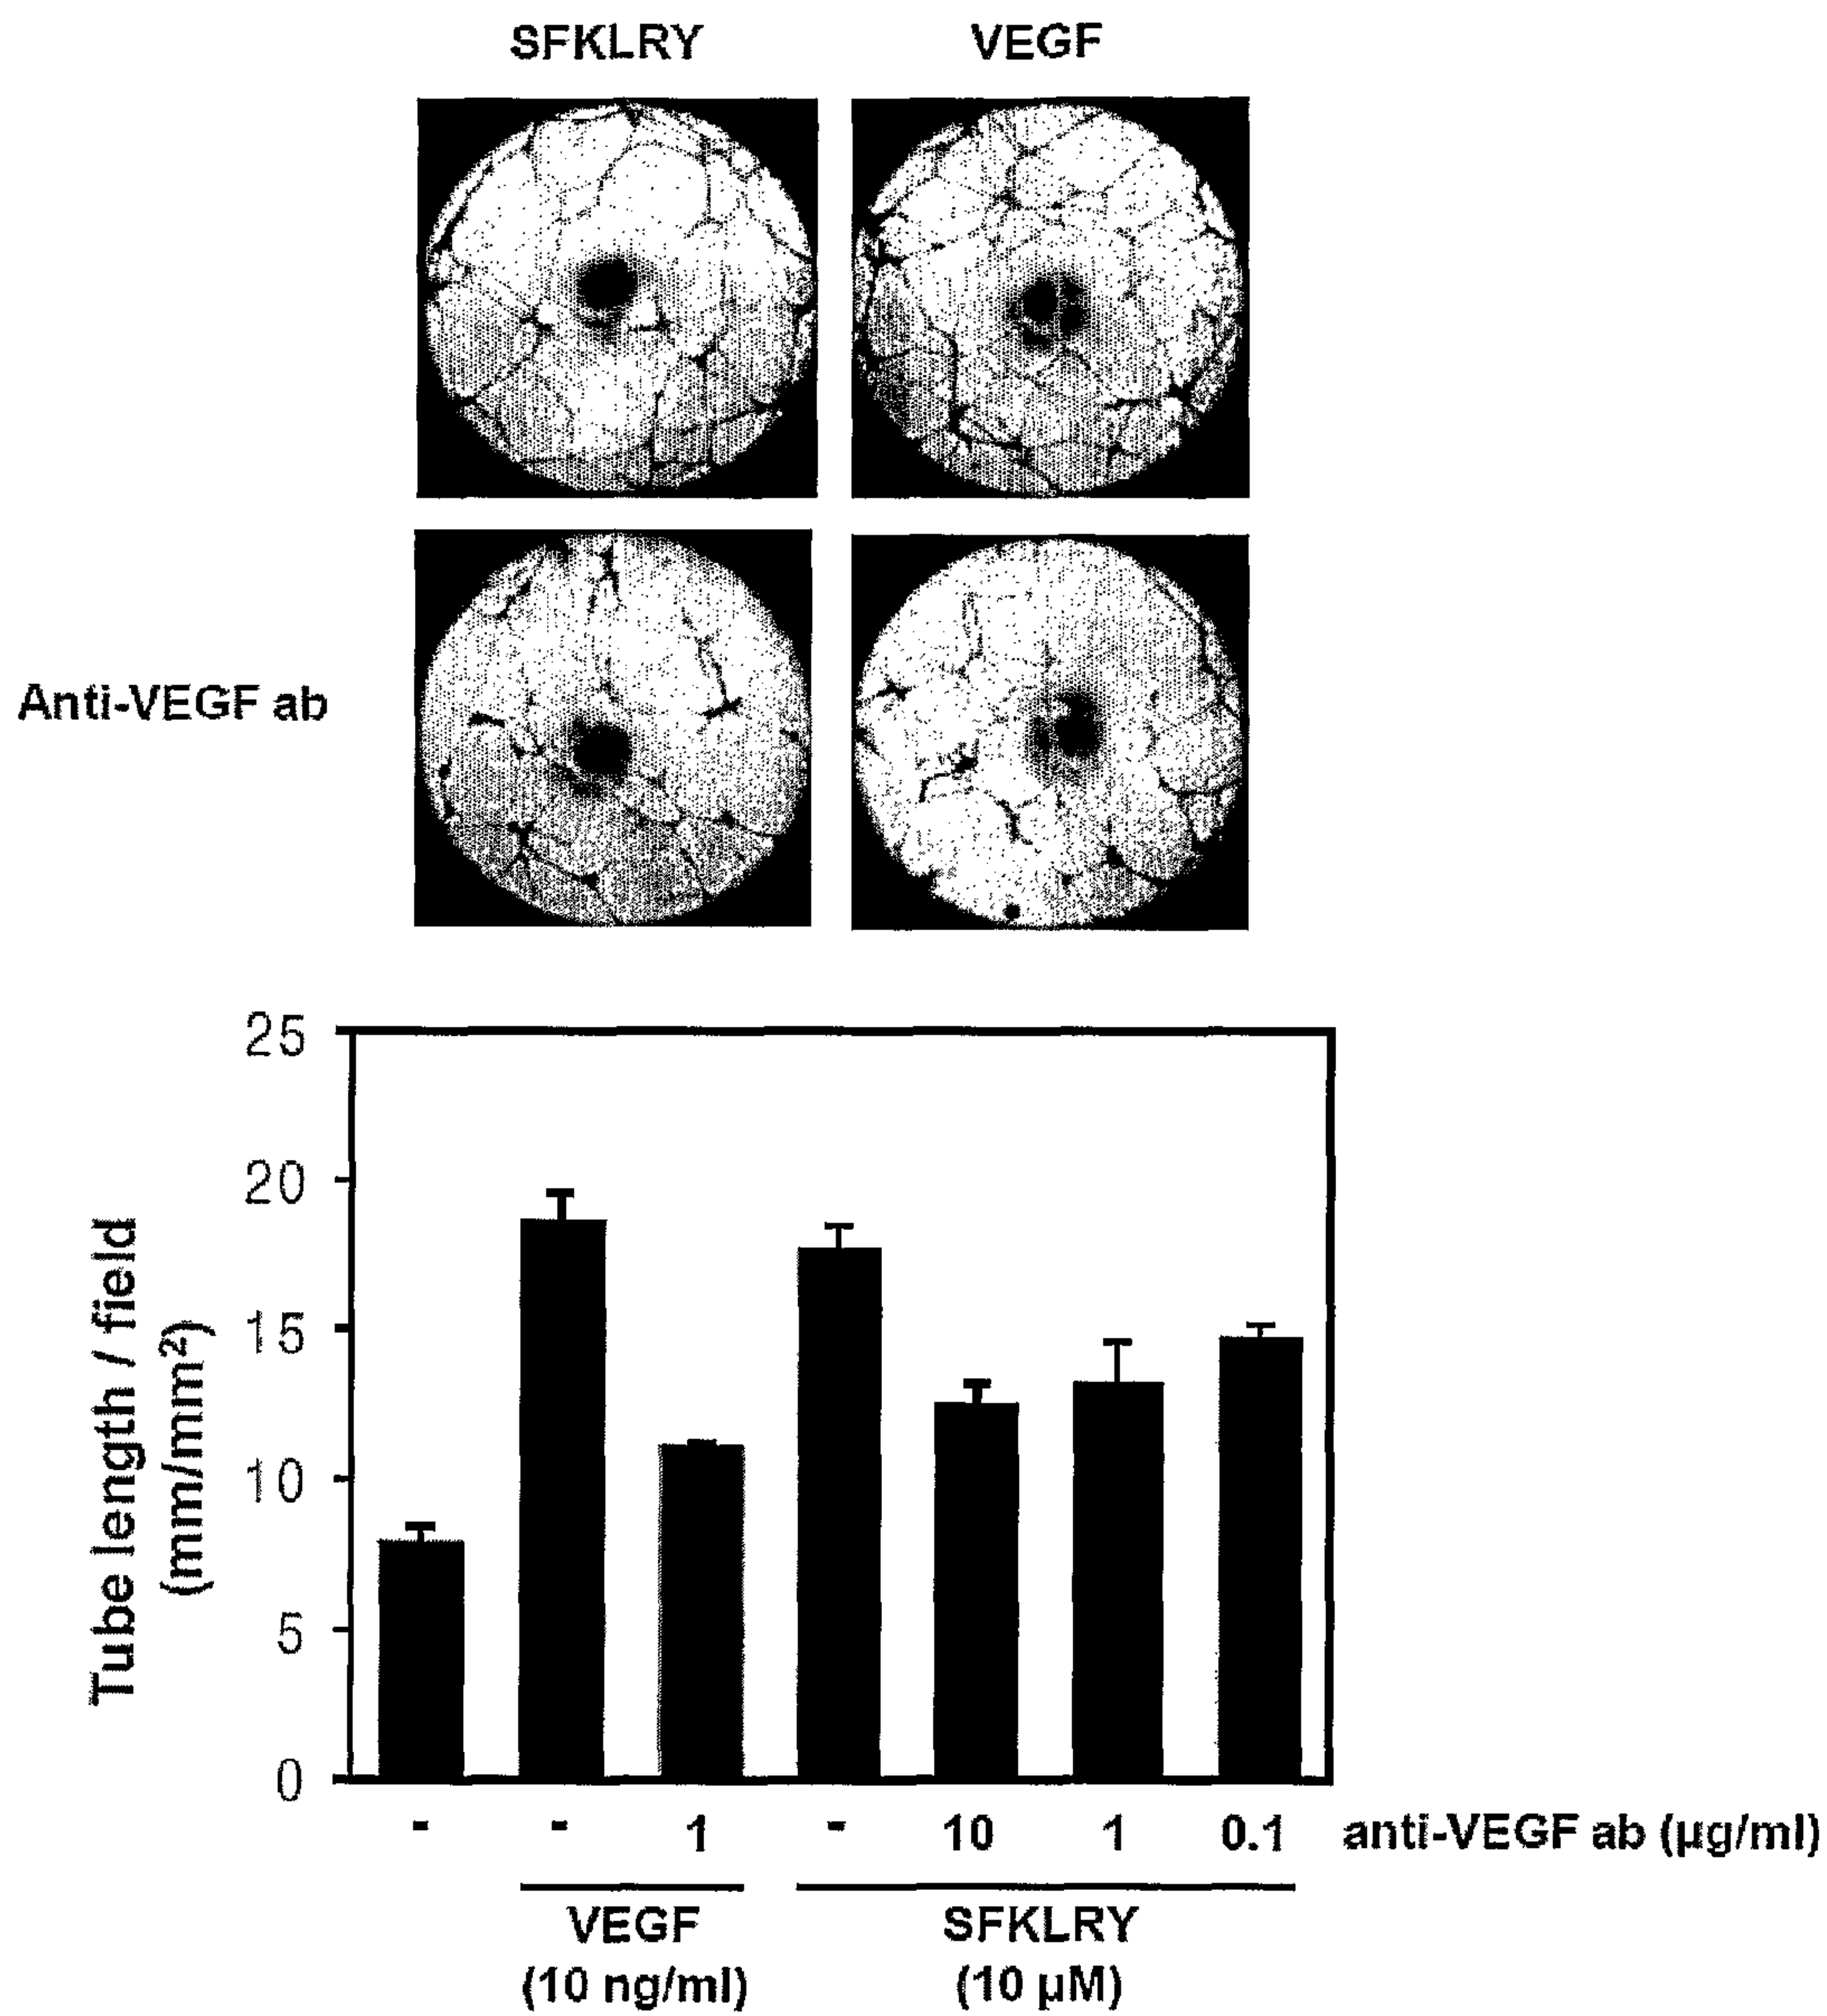 SFKLRY VEGF
Anti-VEGF ab
25
20
15
10
5
0
Tube length / field
(mm/mm²)
- - 1 - 10 1 0.1 anti-VEGF ab (µg/ml)
VEGF SFKLRY
(10 ng/ml) (10 µM)